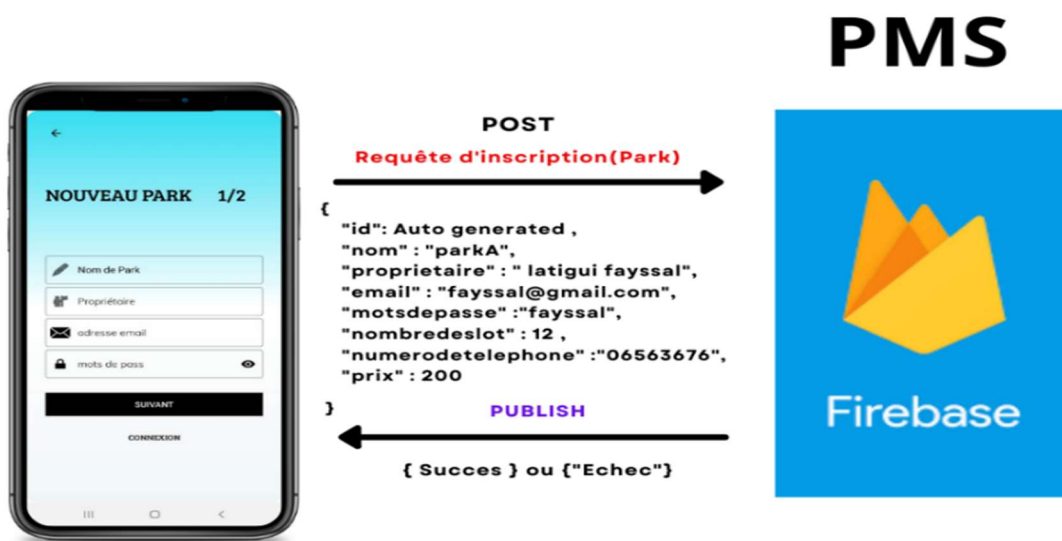 PMS
NOUVEAU PARK 1/2
Nom de Park
Propriétaire
adresse email
mots de pass
SUIVANT
CONNEXION
POST
Requête d'inscription(Park)
{
"id": Auto generated ,
"nom" : "parkA",
"proprietaire" : " latigui fayssal",
"email" : "fayssal@gmail.com",
"motsdepasse" :"fayssal",
"nombredeslot" : 12 ,
"numerodetelephone" :"06563676",
"prix" : 200
}
PUBLISH
{ Succes } ou {"Echec"}
Firebase